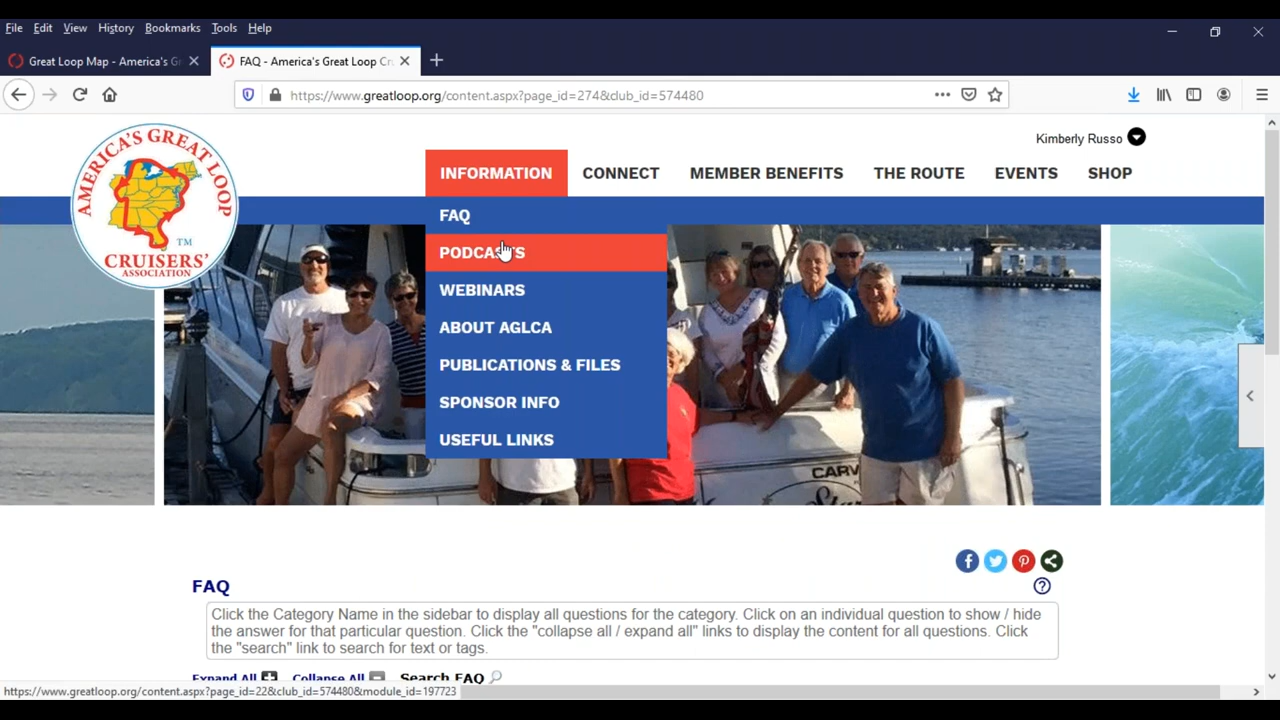 File Edit View History Bookmarks Tools Help
Great Loop Map - America's Gr
FAQ - America's Great Loop Cr
https://www.greatloop.org/content.aspx?page_id=274&club_id=574480
Kimberly Russo
AMERICA'S GREAT LOOP
CRUISERS'
ASSOCIATION
TM
INFORMATION CONNECT MEMBER BENEFITS THE ROUTE EVENTS SHOP
FAQ
PODCASTS
WEBINARS
ABOUT AGLCA
PUBLICATIONS & FILES
SPONSOR INFO
USEFUL LINKS
CARV
FAQ
Click the Category Name in the sidebar to display all questions for the category. Click on an individual question to show / hide
the answer for that particular question. Click the "collapse all / expand all" links to display the content for all questions. Click
the "search" link to search for text or tags.
Expand All Collapse All Search FAQ
https://www.greatloop.org/content.aspx?page_id=22&club_id=574480&module_id=197723